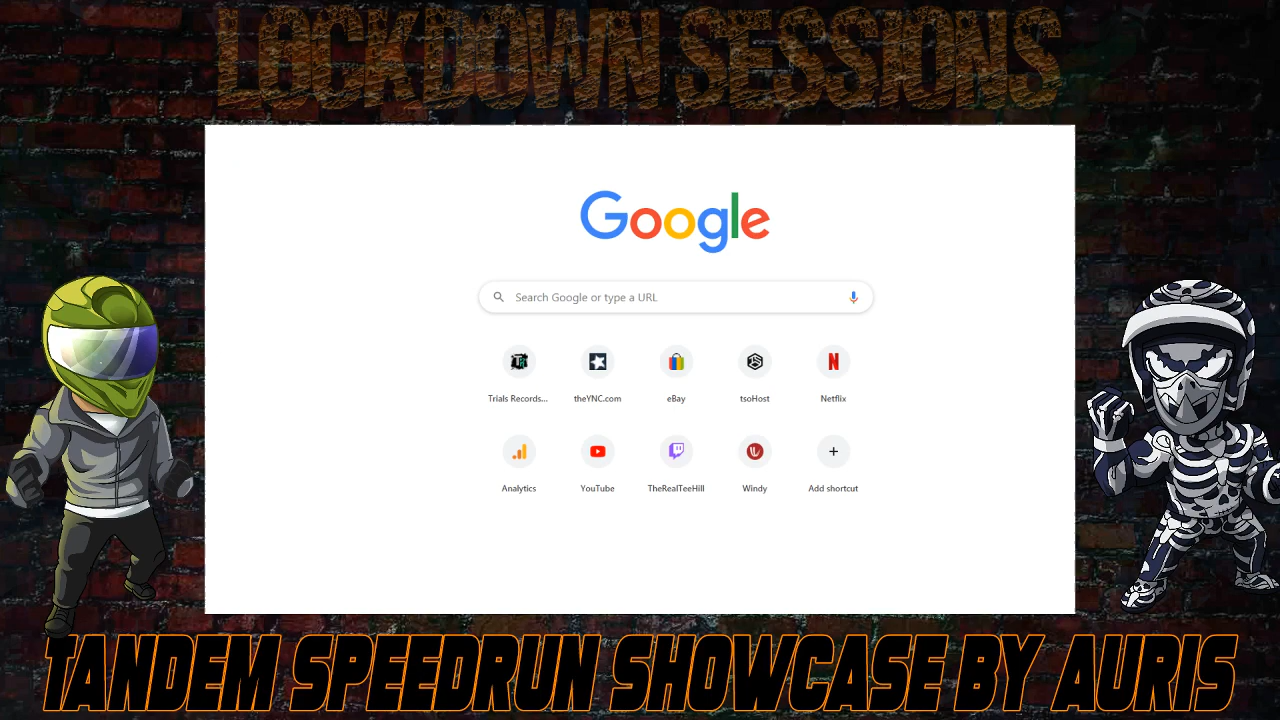 LOCKDOWN SESSIONS
Google
Search Google or type a URL
Trials Records... theYNC.com eBay tsoHost Netflix
Analytics YouTube TheRealTeeHill Windy Add shortcut
TANDEM SPEEDRUN SHOWCASE BY AURIS